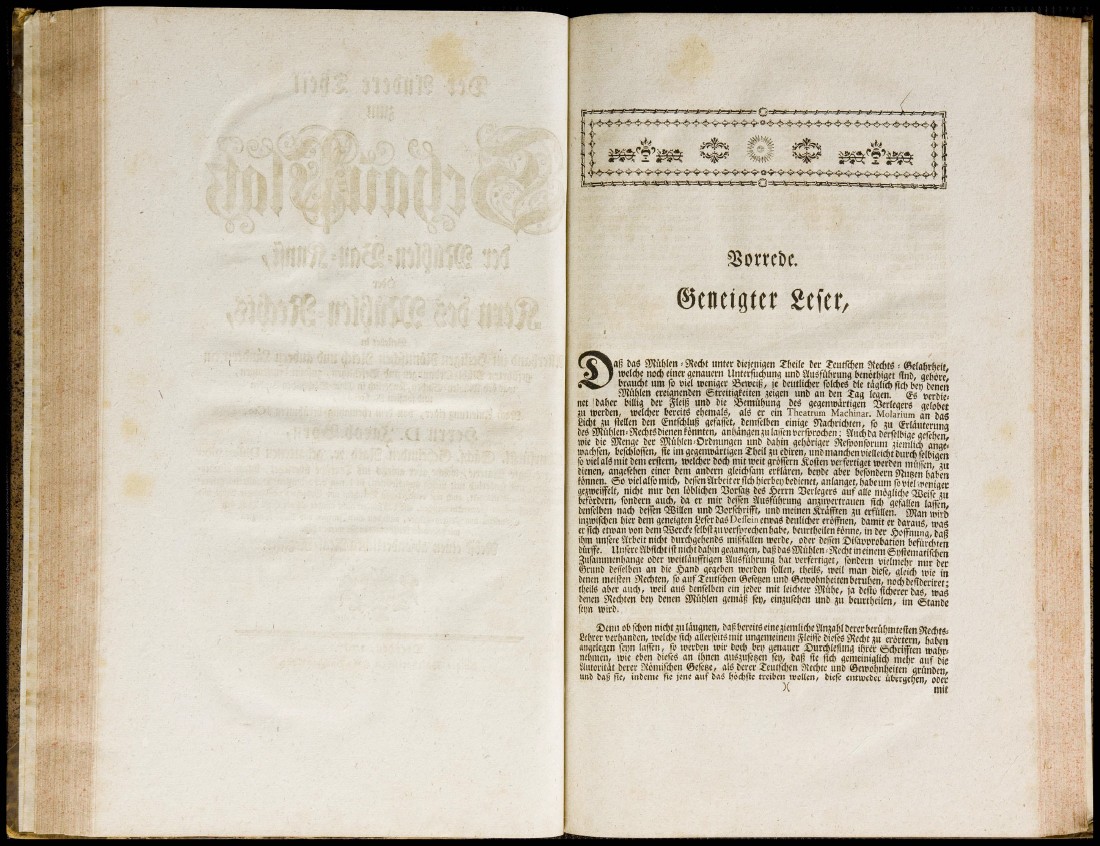 Der Andere Theil
zum
Schau-Platz
der Mühlen-Bau-Kunst,
Oder
Kern des Mühlen-Rechts,
Vorrede.
Geneigter Leser,
Daß das Mühlen-Recht unter diejenigen Theile der Teutschen Rechts-Gelahrheit,
welche noch einer genauern Untersuchung und Ausführung benöthiget sind, gehöre,
braucht um so viel weniger Beweiß, je deutlicher solches die täglich sich bey denen
Mühlen ereignenden Streitigkeiten zeigen und an den Tag legen. Es verdie-
net daher billig der Fleiß und die Bemühung des gegenwärtigen Verlegers gelobet
zu werden, welcher bereits ehemals, als er ein Theatrum Machinar. Molarium an das
Licht zu stellen den Entschluß gefasset, demselben einige Nachrichten, so zu Erläuterung
des Mühlen-Rechts dienen könnten, anhängen zu lassen versprochen: Auch da derselbige gesehen,
wie die Menge der Mühlen-Ordnungen und dahin gehöriger Responsorum ziemlich ange-
wachsen, beschlossen, sie im gegenwärtigen Theil zu ediren, und manchen vielleicht durch selbigen
so viel als mit dem erstern, welcher doch mit weit grössern Kosten verfertiget werden müssen, zu
dienen, angesehen einer dem andern gleichsam erklären, beyde aber besondern Nutzen haben
können. So viel also mich, dessen Arbeit er sich hierbey bedienet, anlanget, habe um so viel weniger
gezweiffelt, nicht nur den löblichen Vorsatz des Herrn Verlegers auf alle mögliche Weise zu
befördern, sondern auch, da er mir dessen Ausführung anzuvertrauen sich gefallen lassen,
denselben nach dessen Willen und Vorschrifft, und meinen Kräfften zu erfüllen. Man wird
inzwischen hier dem geneigten Leser das Dessein etwas deutlicher eröffnen, damit er daraus, was
er sich etwan von dem Wercke selbst zu versprechen habe, beurtheilen könne, in der Hoffnung, daß
ihm unsere Arbeit nicht durchgehends mißfallen werde, oder dessen Disapprobation befürchten
dürffe. Unsere Absicht ist nicht dahin gegangen, daß das Mühlen-Recht in einem Systematischen
Zusammenhange oder weitläufftigen Ausführung hat verfertiget, sondern vielmehr nur der
Grund desselben an die Hand gegeben werden sollen, theils, weil man diese, gleich wie in
denen meisten Rechten, so auf Teutschen Gesetzen und Gewohnheiten beruhen, noch desideriret;
theils aber auch, weil aus denselben ein jeder mit leichter Mühe, ja desto sicherer das, was
denen Rechten bey denen Mühlen gemäß sey, einzusehen und zu beurtheilen, im Stande
seyn wird.
Denn ob schon nicht zu läugnen, daß bereits eine ziemliche Anzahl derer berühmtesten Rechts-
Lehrer verhanden, welche sich allerseits mit ungemeinem Fleisse dieses Recht zu erörtern, haben
angelegen seyn lassen, so werden wir doch bey genauer Durchlesung ihrer Schrifften wahr-
nehmen, wie eben dieses an ihnen auszusetzen sey, daß sie sich gemeiniglich mehr auf die
Autorität derer Römischen Gesetze, als derer Teutschen Rechte und Gewohnheiten gründen,
und daß sie, indeme sie jene auf das höchste treiben wollen, diese entweder übergehen, oder
)(
mit